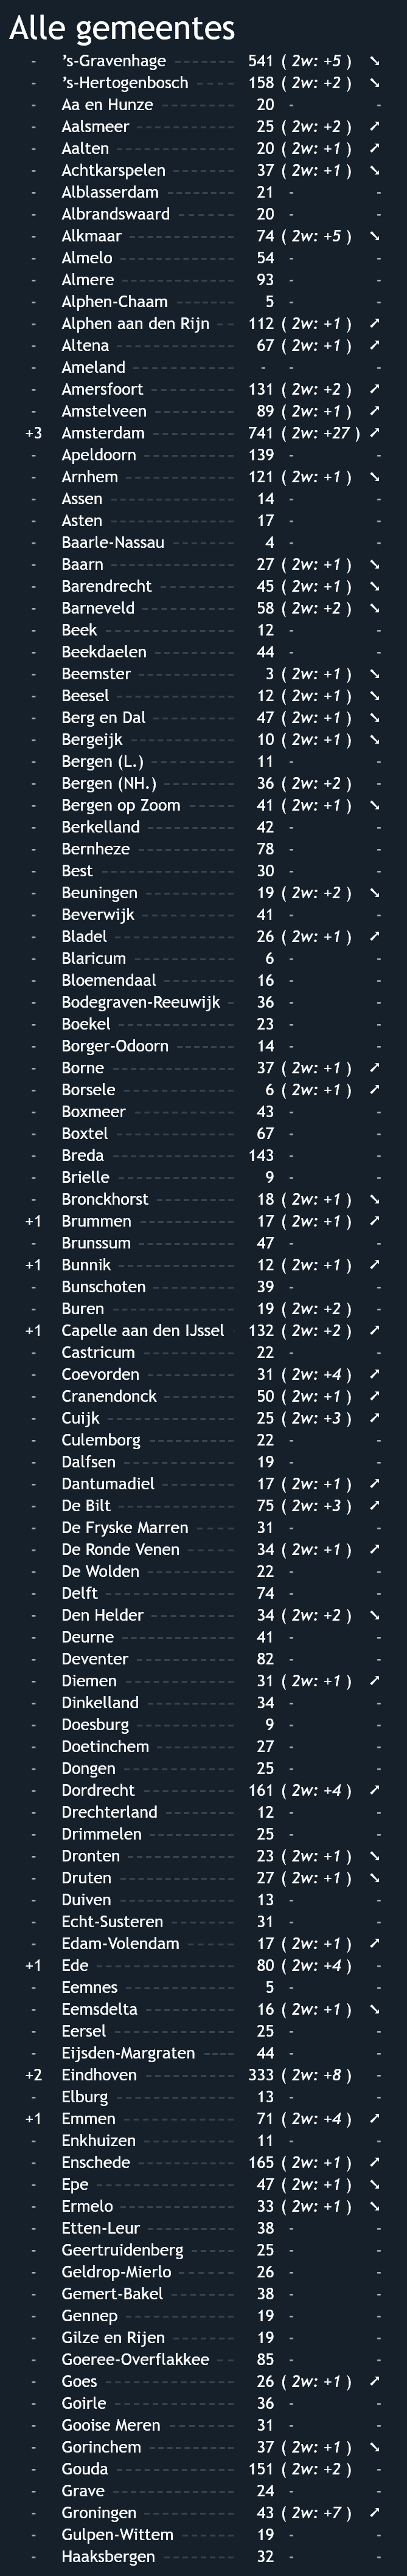 Alle gemeentes
- 's-Gravenhage ------------ 541 ( 2w: +5 ) ➘
- 's-Hertogenbosch ------ 158 ( 2w: +2 ) ➘
- Aa en Hunze ------------- 20 - -
- Aalsmeer ---------------- 25 ( 2w: +2 ) ➚
- Aalten ------------------- 20 ( 2w: +1 ) ➚
- Achtkarspelen ----------- 37 ( 2w: +1 ) ➘
- Alblasserdam ------------ 21 - -
- Albrandswaard ----------- 20 - -
- Alkmaar ----------------- 74 ( 2w: +5 ) ➘
- Almelo ------------------ 54 - -
- Almere ------------------ 93 - -
- Alphen-Chaam ---------- 5 - -
- Alphen aan den Rijn ---- 112 ( 2w: +1 ) ➚
- Altena ------------------ 67 ( 2w: +1 ) ➚
- Ameland ---------------- - - -
- Amersfoort -------------- 131 ( 2w: +2 ) ➚
- Amstelveen ------------- 89 ( 2w: +1 ) ➚
+3 Amsterdam ------------- 741 ( 2w: +27 ) ➚
- Apeldoorn -------------- 139 - -
- Arnhem ----------------- 121 ( 2w: +1 ) ➘
- Assen ------------------- 14 - -
- Asten ------------------- 17 - -
- Baarle-Nassau ----------- 4 - -
- Baarn ------------------- 27 ( 2w: +1 ) ➘
- Barendrecht ------------- 45 ( 2w: +1 ) ➘
- Barneveld --------------- 58 ( 2w: +2 ) ➘
- Beek -------------------- 12 - -
- Beekdaelen ------------- 44 - -
- Beemster --------------- 3 ( 2w: +1 ) ➘
- Beesel ------------------ 12 ( 2w: +1 ) ➘
- Berg en Dal ------------- 47 ( 2w: +1 ) ➘
- Bergeijk ---------------- 10 ( 2w: +1 ) ➘
- Bergen (L.) ------------- 11 - -
- Bergen (NH.) ----------- 36 ( 2w: +2 ) -
- Bergen op Zoom -------- 41 ( 2w: +1 ) ➘
- Berkelland -------------- 42 - -
- Bernheze --------------- 78 - -
- Best -------------------- 30 - -
- Beuningen -------------- 19 ( 2w: +2 ) ➘
- Beverwijk --------------- 41 - -
- Bladel ------------------ 26 ( 2w: +1 ) ➚
- Blaricum ---------------- 6 - -
- Bloemendaal ------------ 16 - -
- Bodegraven-Reeuwijk - 36 - -
- Boekel ------------------ 23 - -
- Borger-Odoorn ---------- 14 - -
- Borne ------------------- 37 ( 2w: +1 ) ➚
- Borsele ----------------- 6 ( 2w: +1 ) ➚
- Boxmeer ---------------- 43 - -
- Boxtel ------------------ 67 - -
- Breda ------------------- 143 - -
- Brielle ------------------ 9 - -
- Bronckhorst ------------- 18 ( 2w: +1 ) ➘
+1 Brummen --------------- 17 ( 2w: +1 ) ➚
- Brunssum --------------- 47 - -
+1 Bunnik ------------------ 12 ( 2w: +1 ) ➚
- Bunschoten ------------- 39 - -
- Buren ------------------- 19 ( 2w: +2 ) -
+1 Capelle aan den IJssel - 132 ( 2w: +2 ) ➚
- Castricum --------------- 22 - -
- Coevorden -------------- 31 ( 2w: +4 ) ➚
- Cranendonck ----------- 50 ( 2w: +1 ) ➚
- Cuijk -------------------- 25 ( 2w: +3 ) ➚
- Culemborg -------------- 22 - -
- Dalfsen ----------------- 19 - -
- Dantumadiel ------------ 17 ( 2w: +1 ) ➚
- De Bilt ------------------ 75 ( 2w: +3 ) ➚
- De Fryske Marren ------ 31 - -
- De Ronde Venen ------- 34 ( 2w: +1 ) ➚
- De Wolden -------------- 22 - -
- Delft -------------------- 74 - -
- Den Helder -------------- 34 ( 2w: +2 ) ➘
- Deurne ----------------- 41 - -
- Deventer ---------------- 82 - -
- Diemen ----------------- 31 ( 2w: +1 ) ➚
- Dinkelland -------------- 34 - -
- Doesburg --------------- 9 - -
- Doetinchem ------------- 27 - -
- Dongen ----------------- 25 - -
- Dordrecht --------------- 161 ( 2w: +4 ) ➚
- Drechterland ------------ 12 - -
- Drimmelen -------------- 25 - -
- Dronten ----------------- 23 ( 2w: +1 ) ➘
- Druten ------------------ 27 ( 2w: +1 ) ➘
- Duiven ------------------ 13 - -
- Echt-Susteren ----------- 31 - -
- Edam-Volendam -------- 17 ( 2w: +1 ) ➚
+1 Ede --------------------- 80 ( 2w: +4 ) -
- Eemnes ----------------- 5 - -
- Eemsdelta -------------- 16 ( 2w: +1 ) ➘
- Eersel ------------------ 25 - -
- Eijsden-Margraten ----- 44 - -
+2 Eindhoven -------------- 333 ( 2w: +8 ) -
- Elburg ------------------ 13 - -
+1 Emmen ----------------- 71 ( 2w: +4 ) ➚
- Enkhuizen -------------- 11 - -
- Enschede --------------- 165 ( 2w: +1 ) ➚
- Epe --------------------- 47 ( 2w: +1 ) ➘
- Ermelo ------------------ 33 ( 2w: +1 ) ➘
- Etten-Leur -------------- 38 - -
- Geertruidenberg -------- 25 - -
- Geldrop-Mierlo ---------- 26 - -
- Gemert-Bakel ----------- 38 - -
- Gennep ----------------- 19 - -
- Gilze en Rijen ----------- 19 - -
- Goeree-Overflakkee --- 85 - -
- Goes -------------------- 26 ( 2w: +1 ) ➚
- Goirle ------------------- 36 - -
- Gooise Meren ----------- 31 - -
- Gorinchem -------------- 37 ( 2w: +1 ) ➘
- Gouda ------------------ 151 ( 2w: +2 ) -
- Grave ------------------- 24 - -
- Groningen -------------- 43 ( 2w: +7 ) ➚
- Gulpen-Wittem --------- 19 - -
- Haaksbergen ------------ 32 - -